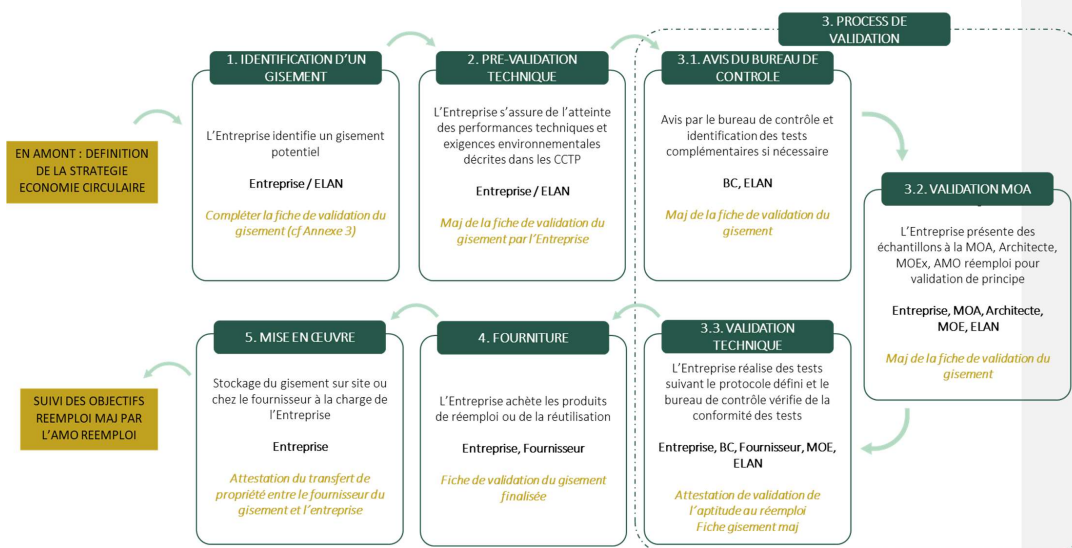 3. PROCESS DE
VALIDATION
1. IDENTIFICATION D'UN
GISEMENT
L'Entreprise identifie un gisement
potentiel
Entreprise / ELAN
Compléter la fiche de validation du
gisement (cf Annexe 3)
2. PRE-VALIDATION
TECHNIQUE
L'Entreprise s'assure de l'atteinte
des performances techniques et
exigences environnementales
décrites dans les CCTP
Entreprise / ELAN
Maj de la fiche de validation du
gisement par l'Entreprise
3.1. AVIS DU BUREAU DE
CONTROLE
Avis par le bureau de contrôle et
identification des tests
complémentaires si nécessaire
BC, ELAN
Maj de la fiche de validation du
gisement
EN AMONT : DEFINITION
DE LA STRATEGIE
ECONOMIE CIRCULAIRE
3.2. VALIDATION MOA
L'Entreprise présente des
échantillons à la MOA, Architecte,
MOEx, AMO réemploi pour
validation de principe
Entreprise, MOA, Architecte,
MOE, ELAN
Maj de la fiche de validation du
gisement
3.3. VALIDATION
TECHNIQUE
L'Entreprise réalise des tests
suivant le protocole défini et le
bureau de contrôle vérifie de la
conformité des tests
Entreprise, BC, Fournisseur, MOE,
ELAN
Attestation de validation de
l'aptitude au réemploi
Fiche gisement maj
4. FOURNITURE
L'Entreprise achète les produits
de réemploi ou de la réutilisation
Entreprise, Fournisseur
Fiche de validation du gisement
finalisée
5. MISE EN ŒUVRE
Stockage du gisement sur site ou
chez le fournisseur à la charge de
l'Entreprise
Entreprise
Attestation du transfert de
propriété entre le fournisseur du
gisement et l'entreprise
SUIVI DES OBJECTIFS
REEMPLOI MAJ PAR
L'AMO REEMPLOI